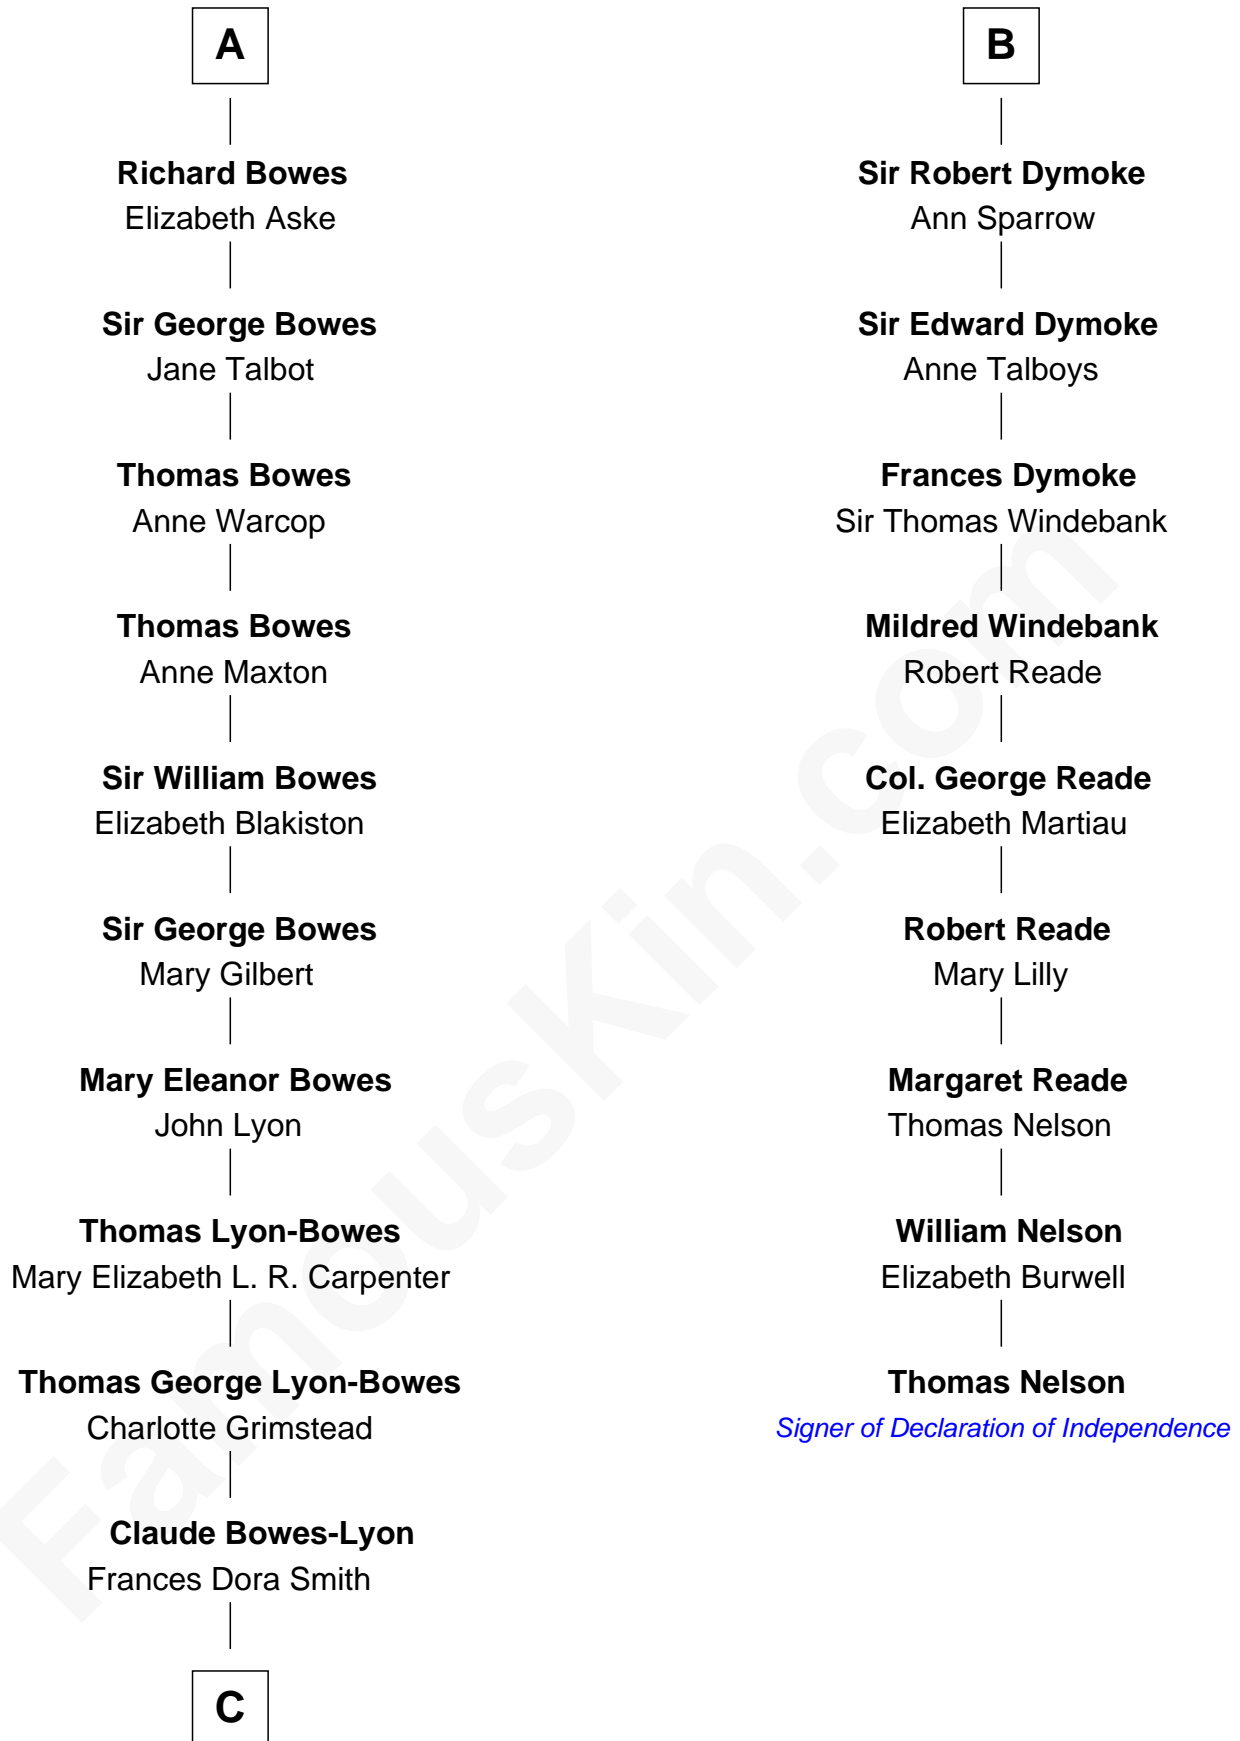 A
Richard Bowes
Elizabeth Aske
Sir George Bowes
Jane Talbot
Thomas Bowes
Anne Warcop
Thomas Bowes
Anne Maxton
Sir William Bowes
Elizabeth Blakiston
Sir George Bowes
Mary Gilbert
Mary Eleanor Bowes
John Lyon
Thomas Lyon-Bowes
Mary Elizabeth L. R. Carpenter
Thomas George Lyon-Bowes
Charlotte Grimstead
Claude Bowes-Lyon
Frances Dora Smith
C
B
Sir Robert Dymoke
Ann Sparrow
Sir Edward Dymoke
Anne Talboys
Frances Dymoke
Sir Thomas Windebank
Mildred Windebank
Robert Reade
Col. George Reade
Elizabeth Martiau
Robert Reade
Mary Lilly
Margaret Reade
Thomas Nelson
William Nelson
Elizabeth Burwell
Thomas Nelson
Signer of Declaration of Independence
FamousKin.com